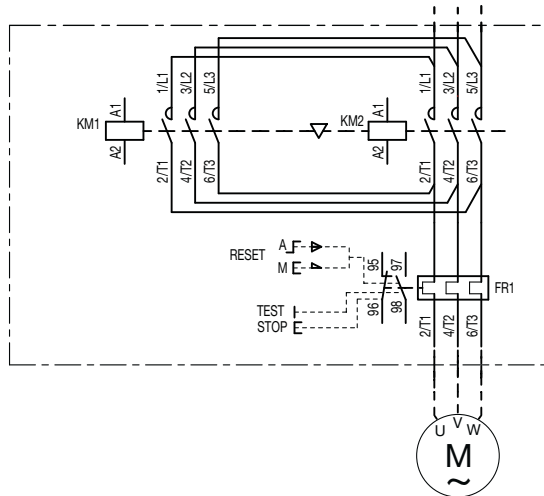 1/L1 3/L2 5/L3
1/L1 3/L2 5/L3
KM1
A1
A2
KM2
A1
A2
2/T1 4/T2 6/T3
2/T1 4/T2 6/T3
RESET
A
M
95 97
96 98
FR1
TEST
STOP
2/T1 4/T2 6/T3
U V W
M
~